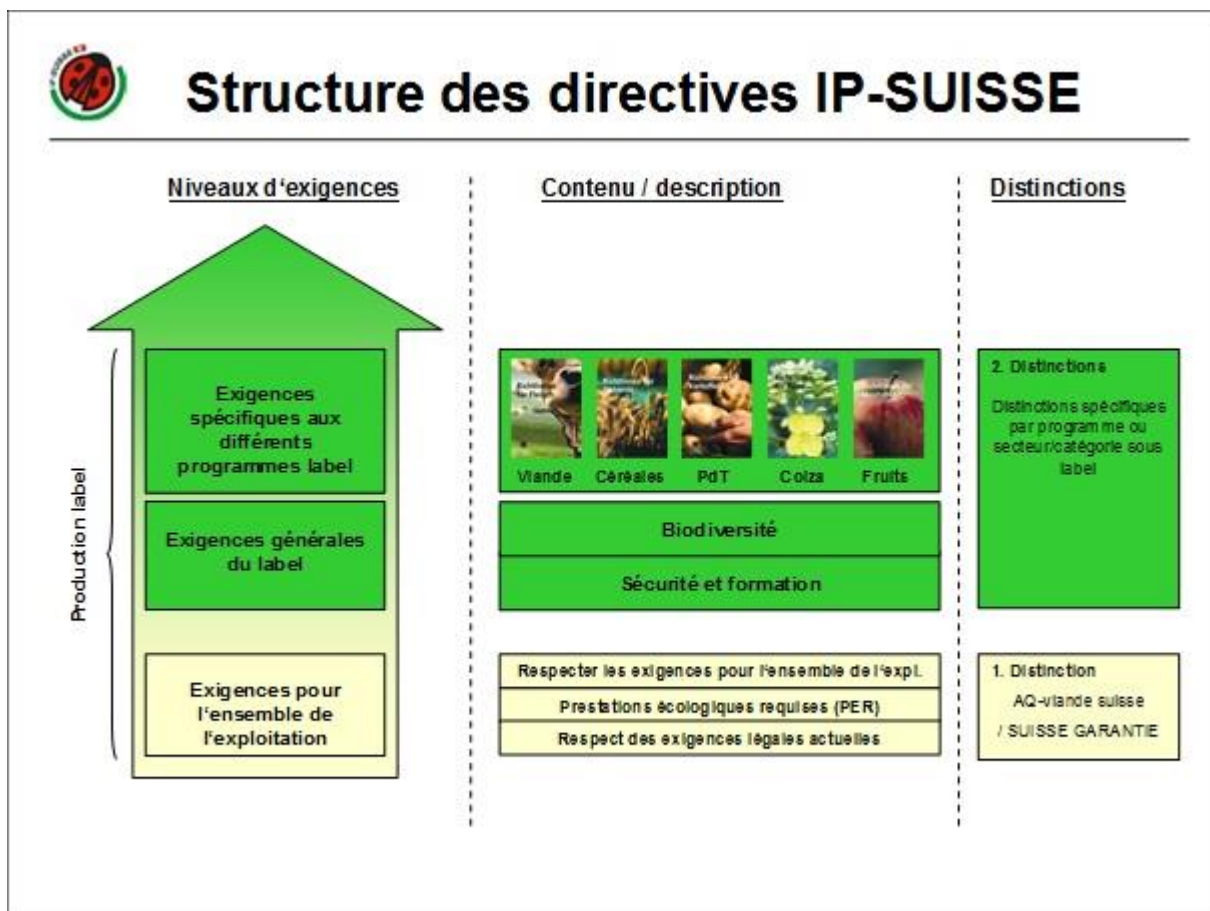 IP-SUISSE
Structure des directives IP-SUISSE
Niveaux d'exigences
Contenu / description
Distinctions
Production label
Exigences
spécifiques aux
différents
programmes label
Viande
Céréales
PdT
Colza
Fruits
2. Distinctions
Distinctions spécifiques
par programme ou
secteur/catégorie sous
label
Exigences générales
du label
Biodiversité
Sécurité et formation
Exigences pour
l'ensemble de
l'exploitation
Respecter les exigences pour l'ensemble de l'expl.
Prestations écologiques requises (PER)
Respect des exigences légales actuelles
1. Distinction
AQ-viande suisse
/ SUISSE GARANTIE